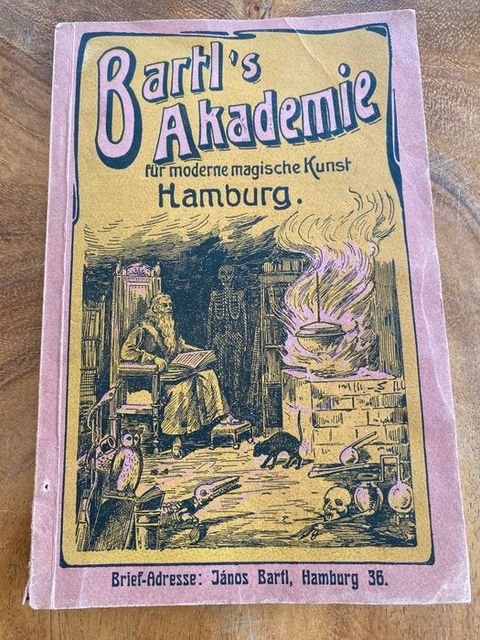 Bartl's
Akademie
für moderne magische Kunst
Hamburg.
Brief-Adresse: János Bartl, Hamburg 36.